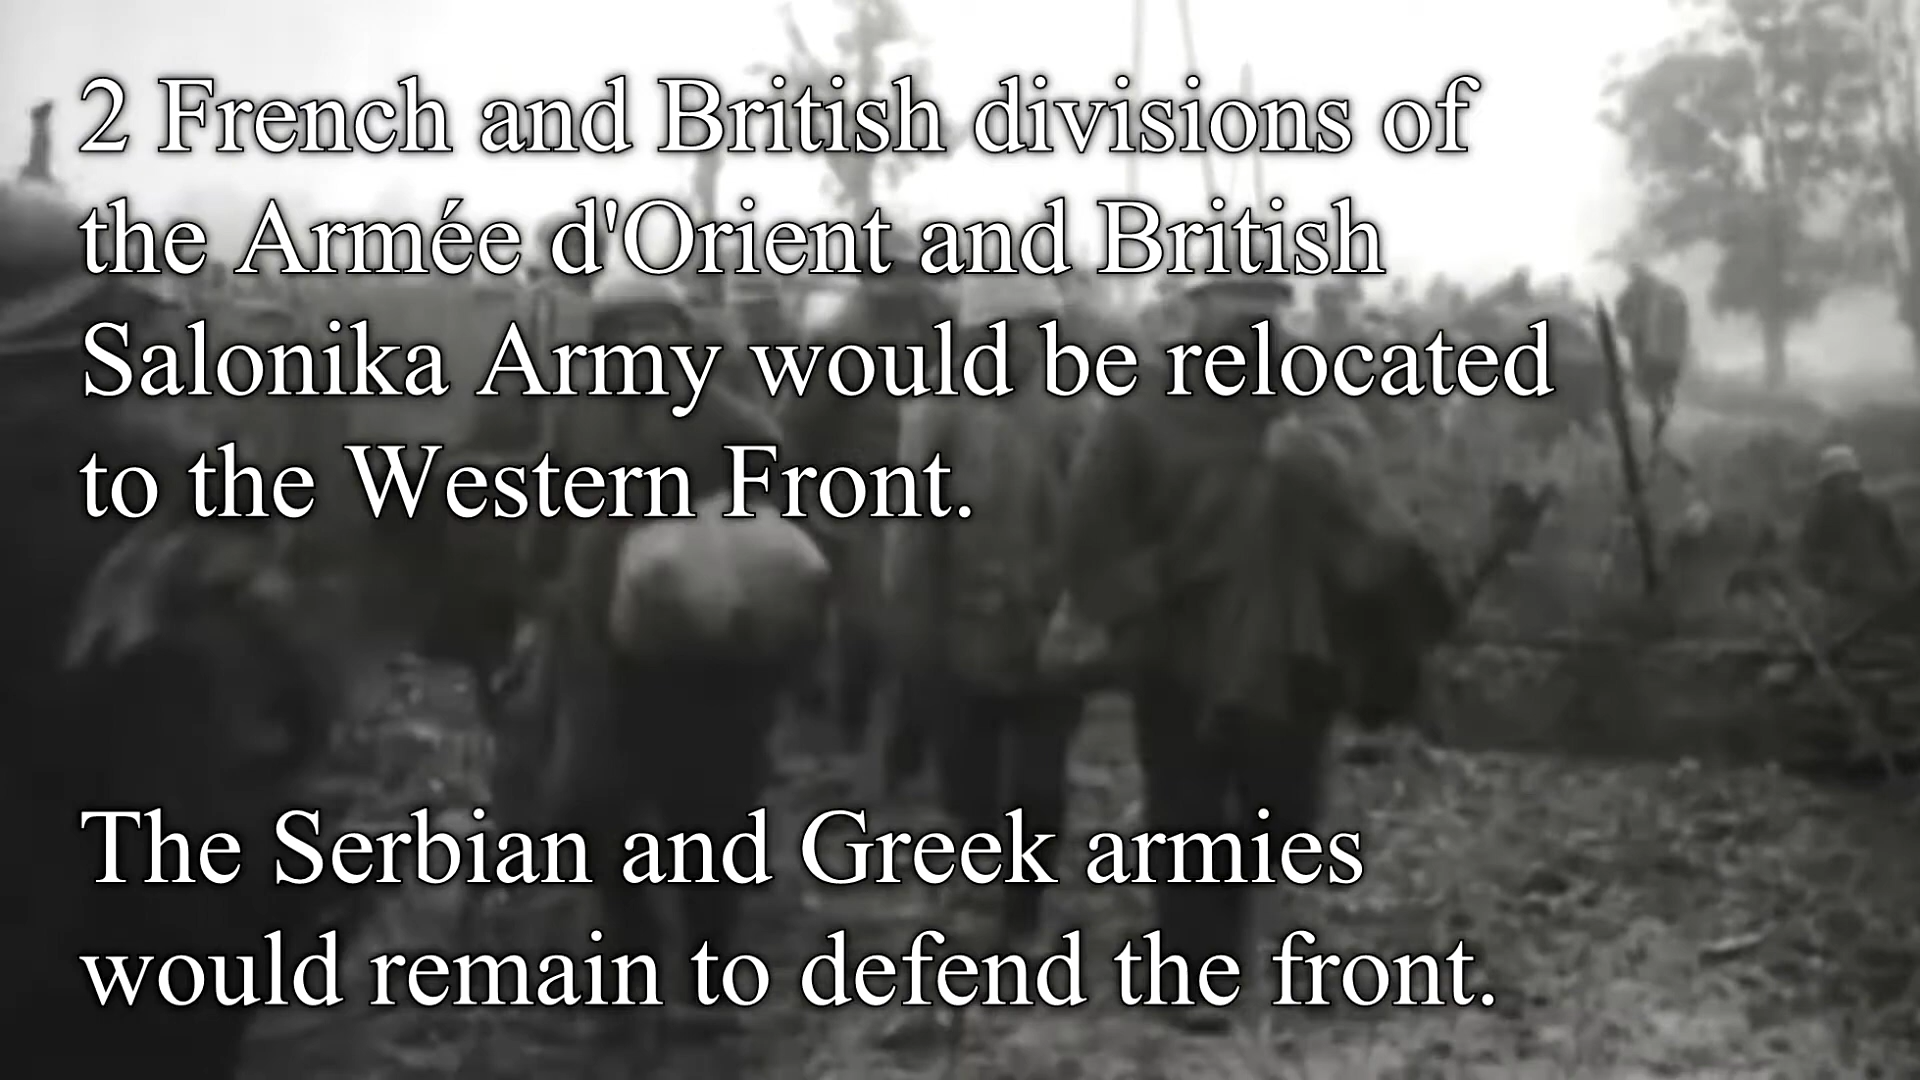 2 French and British divisions of
the Armée d'Orient and British
Salonika Army would be relocated
to the Western Front.
The Serbian and Greek armies
would remain to defend the front.